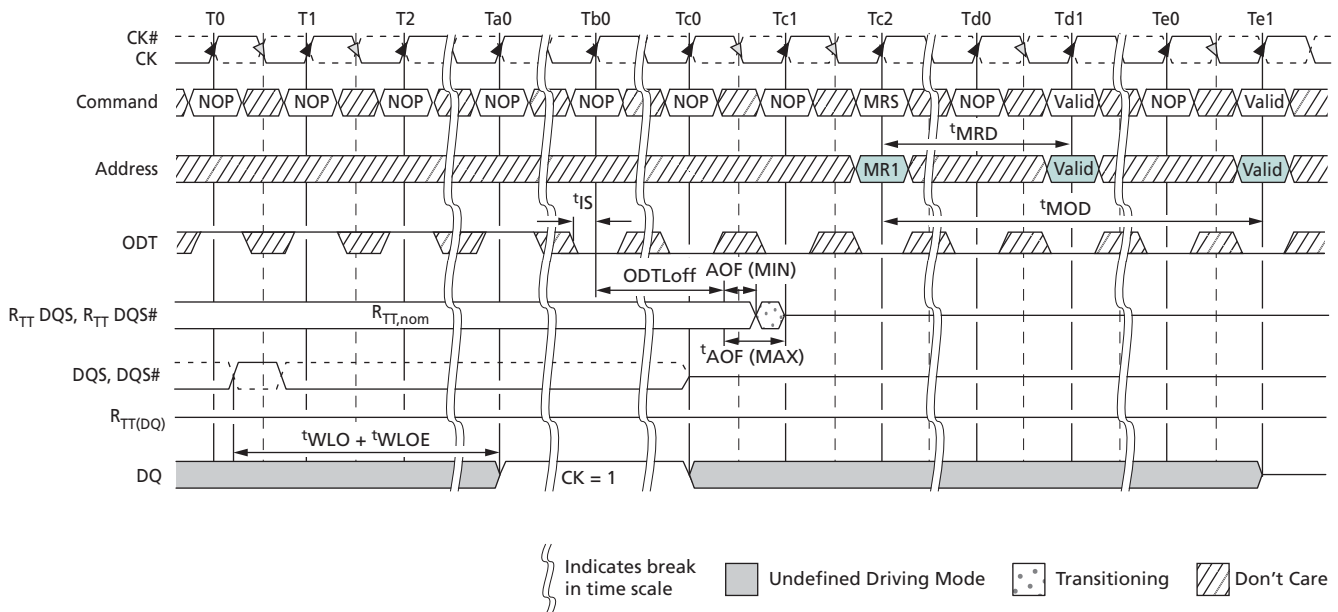 T0 T1 T2 Ta0 Tb0 Tc0 Tc1 Tc2 Td0 Td1 Te0 Te1
CK#
CK
Command NOP NOP NOP NOP NOP NOP NOP MRS NOP Valid NOP Valid
tMRD
Address MR1 Valid Valid
tIS
tMOD
ODT
ODTLoff AOF (MIN)
RTT DQS, RTT DQS# RTT,nom
tAOF (MAX)
DQS, DQS#
RTT(DQ)
tWLO + tWLOE
DQ CK = 1
Indicates break
in time scale
Undefined Driving Mode
Transitioning
Don't Care